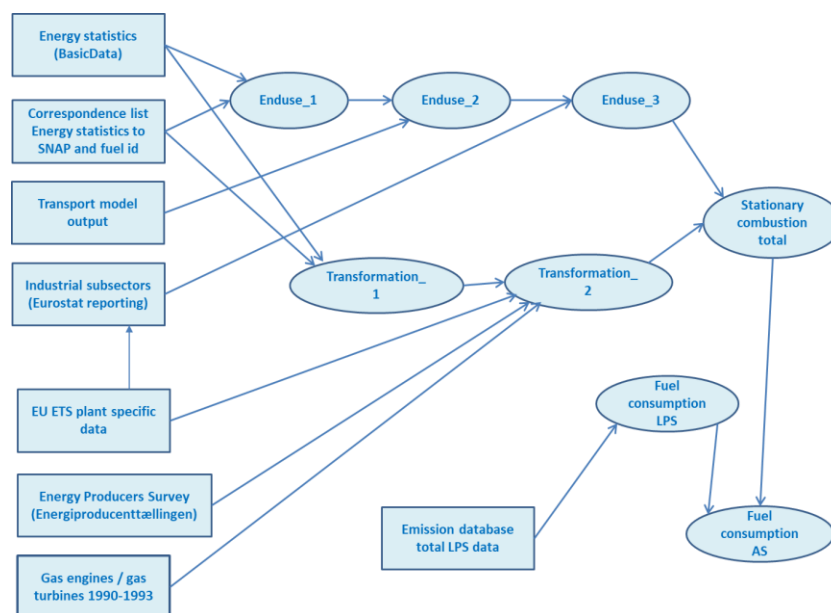 Energy statistics
(BasicData)
Enduse_1
Enduse_2
Enduse_3
Correspondence list
Energy statistics to
SNAP and fuel id
Transport model
output
Stationary
combustion
total
Industrial subsectors
(Eurostat reporting)
Transformation_
1
Transformation_
2
EU ETS plant specific
data
Fuel
consumption
LPS
Energy Producers Survey
(Energiproducenttællingen)
Emission database
total LPS data
Fuel
consumption
AS
Gas engines / gas
turbines 1990-1993